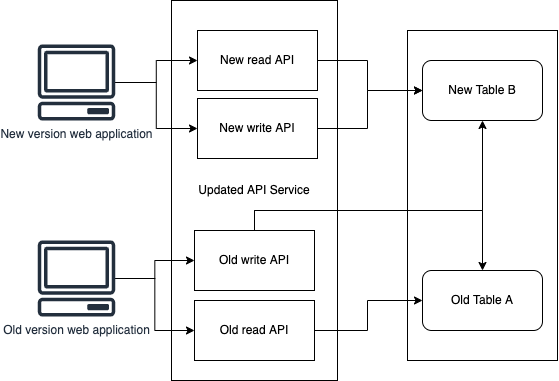 New read API
New Table B
New write API
New version web application
Updated API Service
Old write API
Old Table A
Old read API
Old version web application